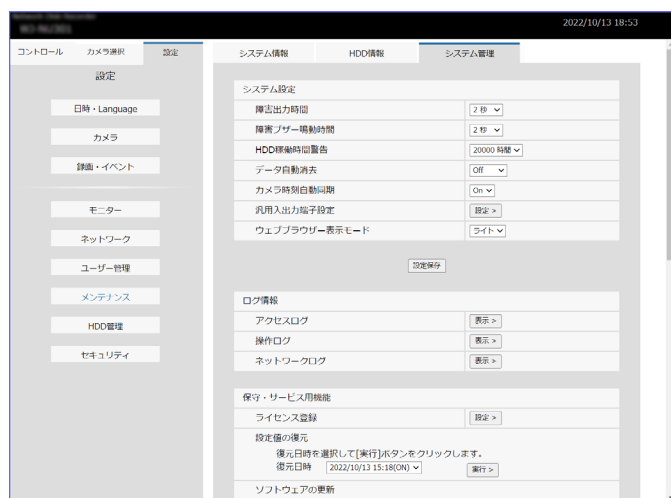 2022/10/13 18:53
コントロール
カメラ選択
設定
設定
日時・Language
カメラ
録画・イベント
モニター
ネットワーク
ユーザー管理
メンテナンス
HDD管理
セキュリティ
システム情報
HDD情報
システム管理
システム設定
障害出力時間 2 秒
障害ブザー鳴動時間 2 秒
HDD稼働時間警告 20000 時間
データ自動消去 Off
カメラ時刻自動同期 On
汎用入出力端子設定 設定 >
ウェブブラウザー表示モード ライト
設定保存
ログ情報
アクセスログ 表示 >
操作ログ 表示 >
ネットワークログ 表示 >
保守・サービス用機能
ライセンス登録 設定 >
設定値の復元
復元日時を選択して[実行]ボタンをクリックします。
復元日時 2022/10/13 15:18(ON) 実行 >
ソフトウェアの更新